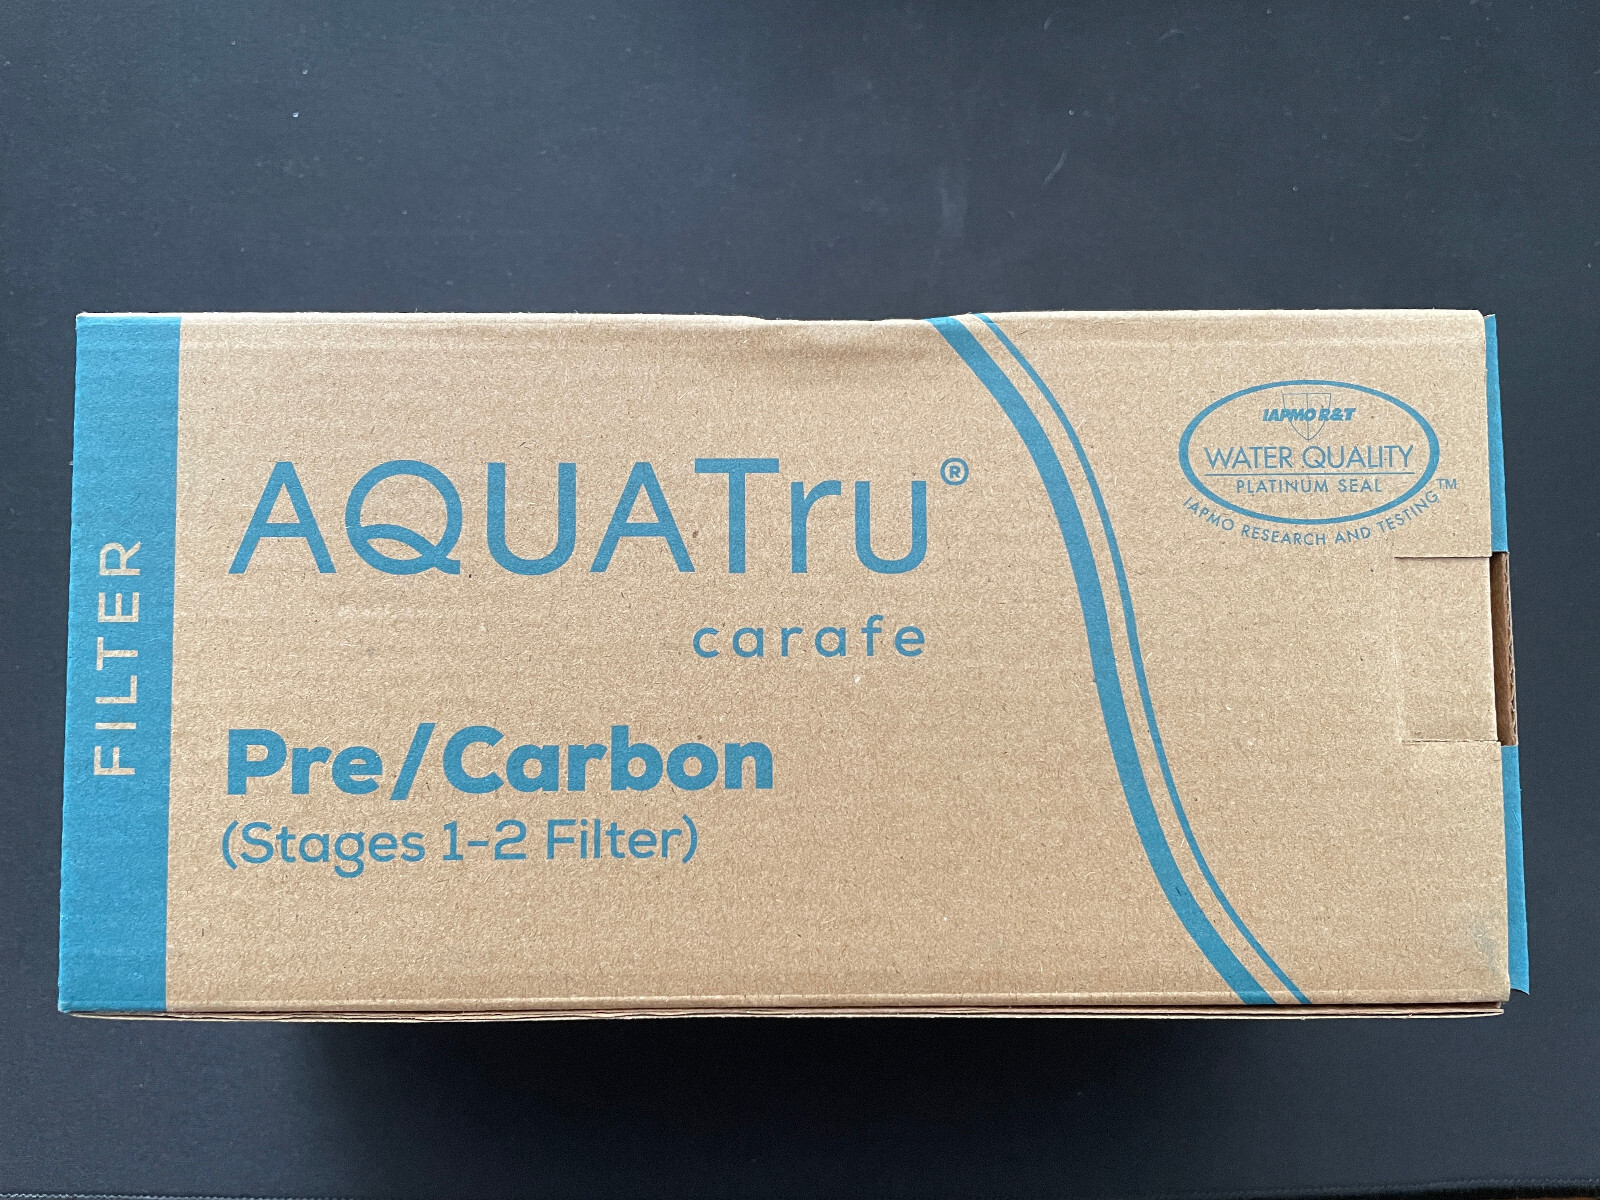 FILTER
AQUATru®
carafe
Pre/Carbon
(Stages 1-2 Filter)
IAPMO R&T
WATER QUALITY
PLATINUM SEAL
IAPMO RESEARCH AND TESTING™